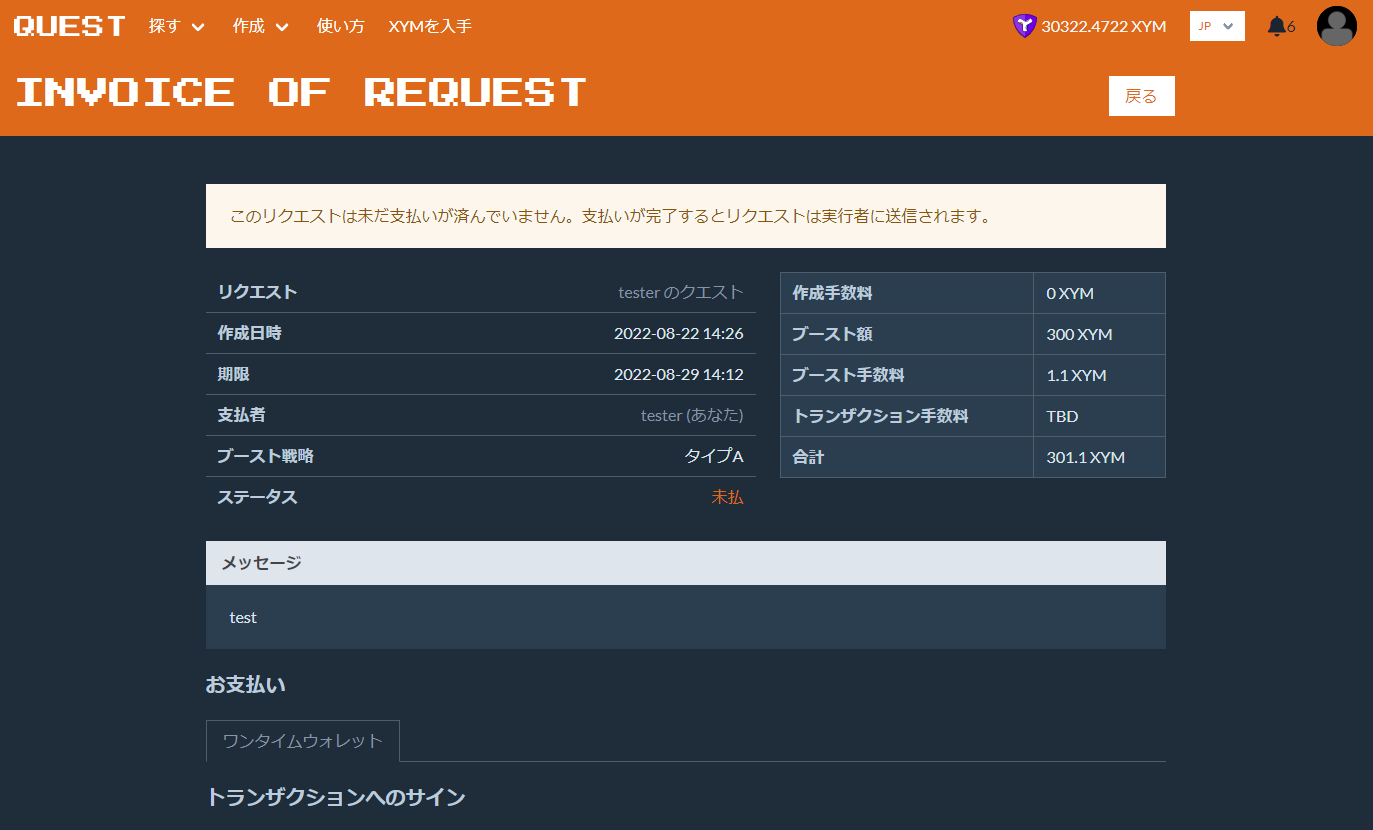 QUEST 探す 作成 使い方 XYMを入手 30322.4722 XYM JP 6
INVOICE OF REQUEST 戻る
このリクエストは未だ支払いが済んでいません。支払いが完了するとリクエストは実行者に送信されます。
リクエスト tester のクエスト
作成日時 2022-08-22 14:26
期限 2022-08-29 14:12
支払者 tester (あなた)
ブースト戦略 タイプA
ステータス 未払
作成手数料 0 XYM
ブースト額 300 XYM
ブースト手数料 1.1 XYM
トランザクション手数料 TBD
合計 301.1 XYM
メッセージ
test
お支払い
ワンタイムウォレット
トランザクションへのサイン